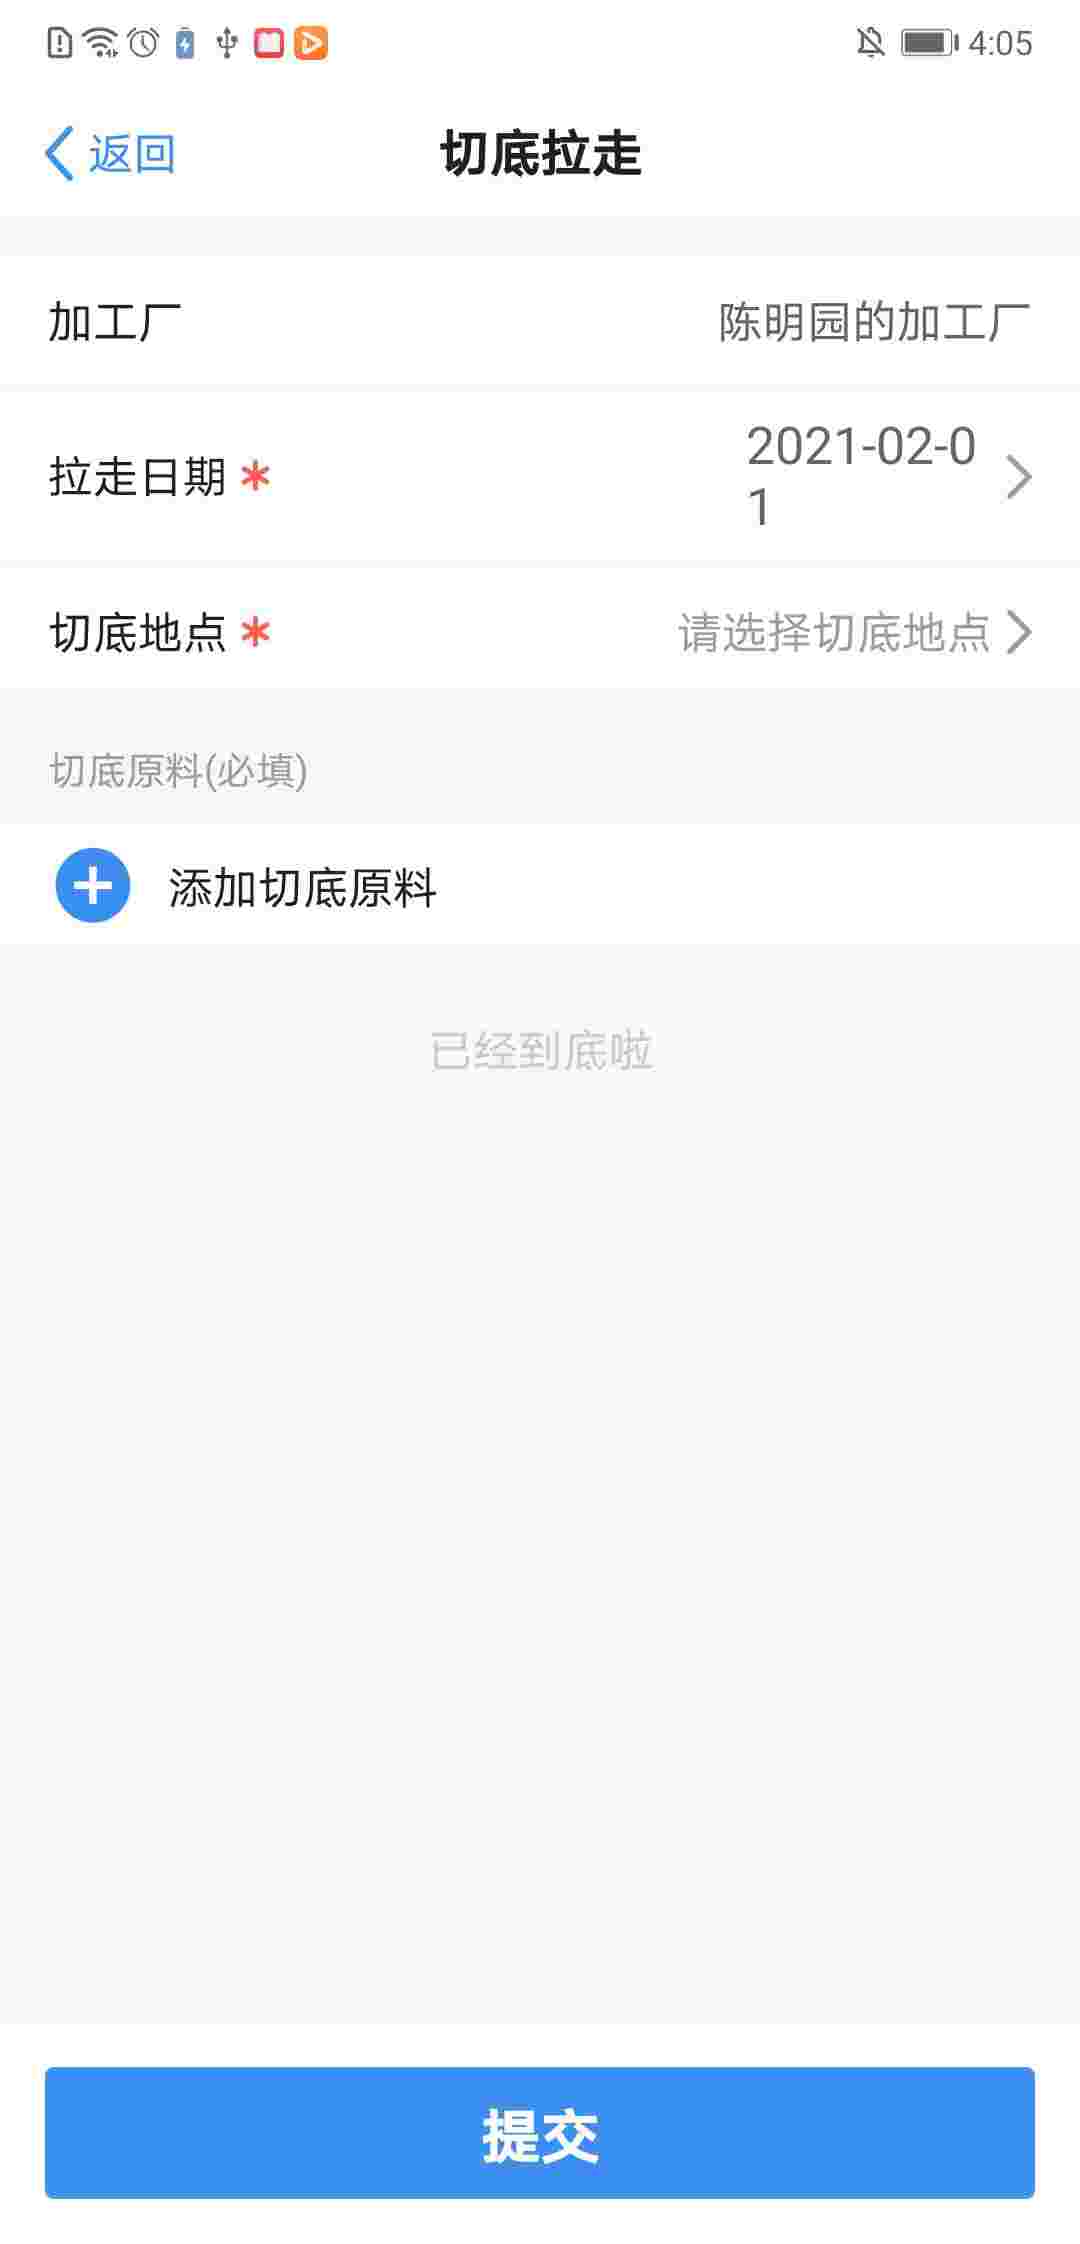 4:05
返回
切底拉走
加工厂
陈明园的加工厂
拉走日期 *
2021-02-0
1
切底地点 *
请选择切底地点
切底原料(必填)
添加切底原料
已经到底啦
提交